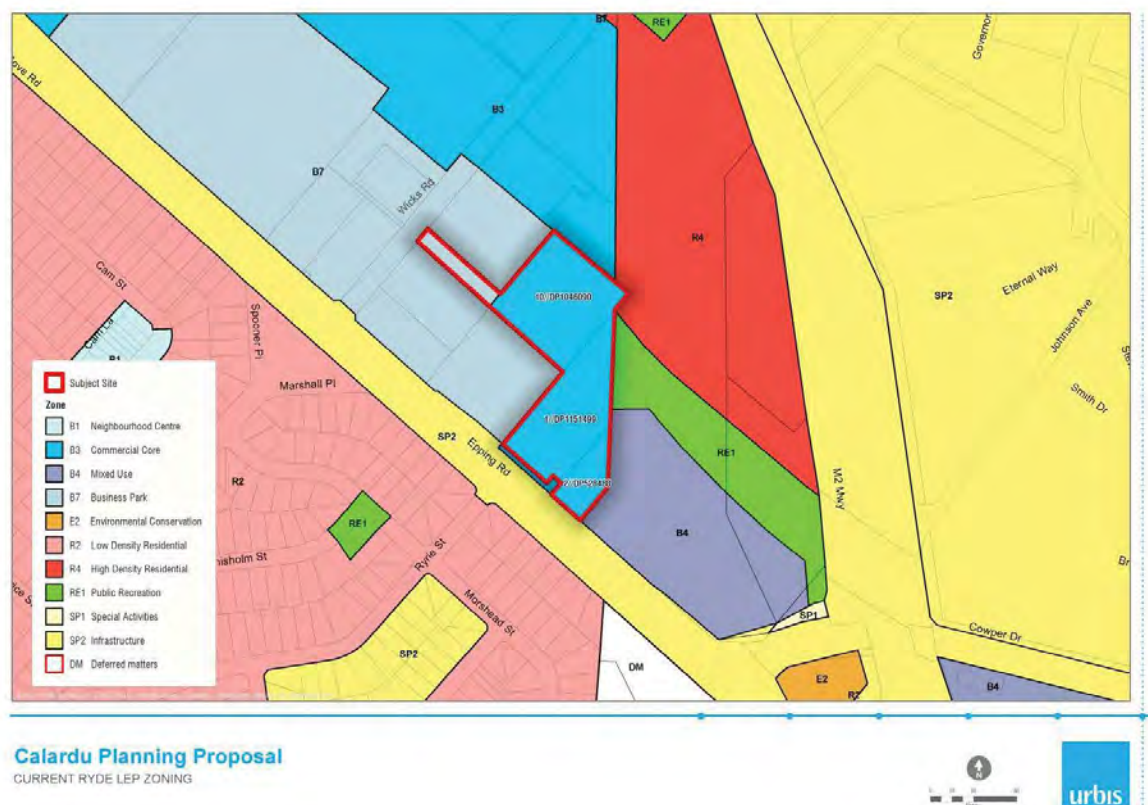 B7
RE1
Governor
B3
B7
Wicks Rd
R4
SP2
Eternal Way
Johnson Ave
Smith Dr
10//DP1046090
Cam St
Cam Ln
B1
Spooner Pl
Marshall Pl
1//DP1151499
SP2
Epping Rd
RE1
M2 Mwy
R2
RE1
B4
Ryrie St
Morshead St
SP1
Cowper Dr
SP2
DM
E2
R2
B4
Subject Site
Zone
B1 Neighbourhood Centre
B3 Commercial Core
B4 Mixed Use
B7 Business Park
E2 Environmental Conservation
R2 Low Density Residential
R4 High Density Residential
RE1 Public Recreation
SP1 Special Activities
SP2 Infrastructure
DM Deferred matters
Calardu Planning Proposal
CURRENT RYDE LEP ZONING
N
urbis